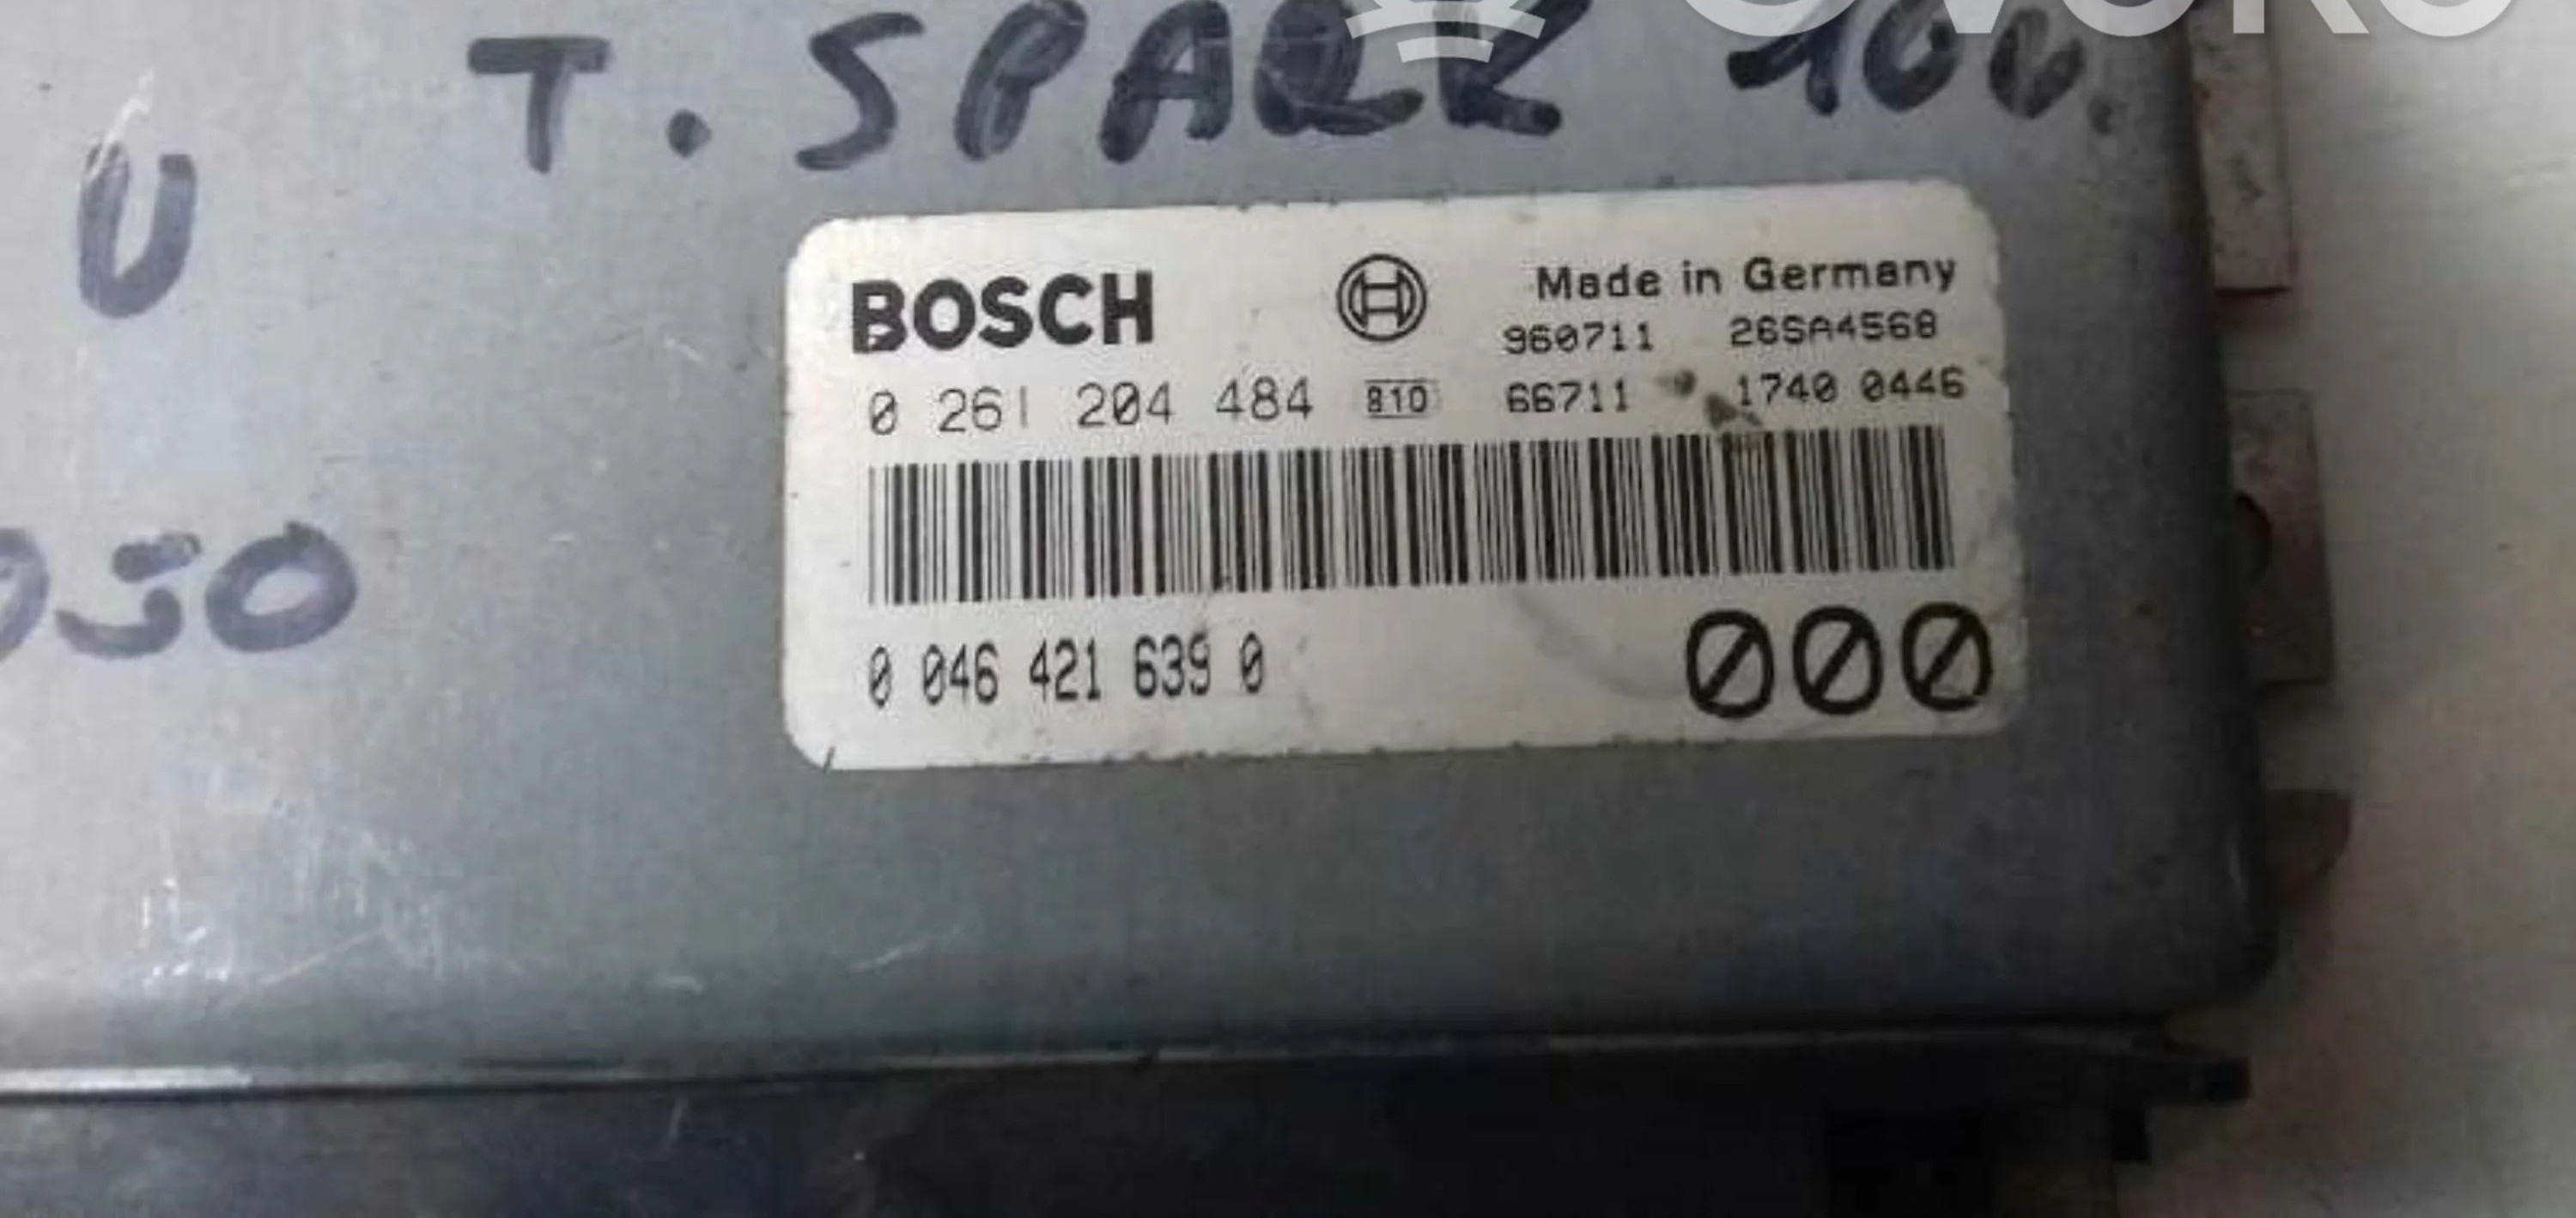 T. SPARK
U
BOSCH
Made in Germany
960711 26SA4568
0 261 204 484 810 66711 1740 0446
0 046 421 639 0
000